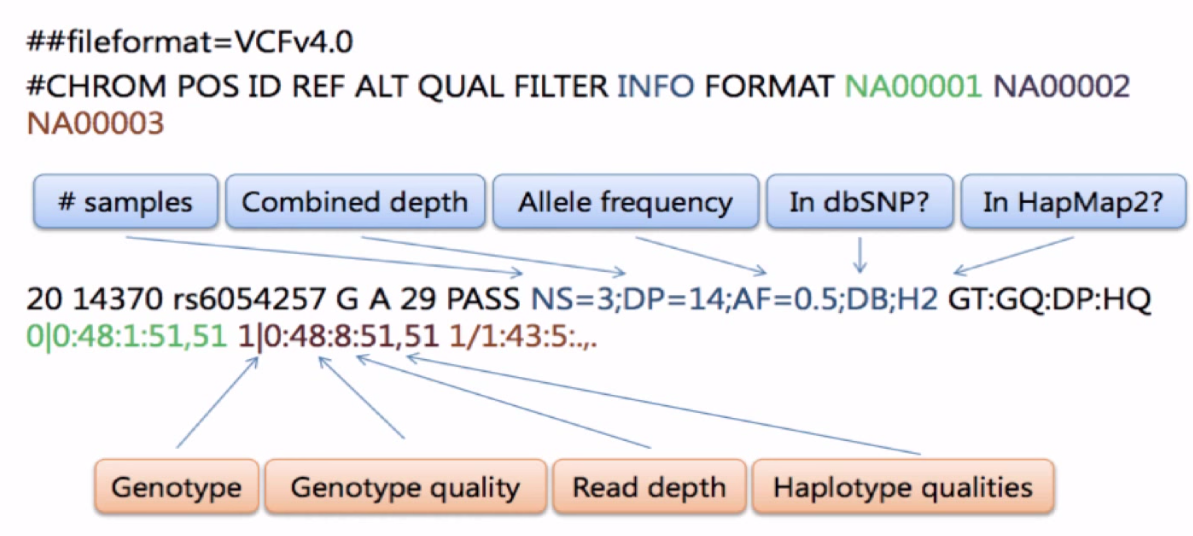 ##fileformat=VCFv4.0
#CHROM POS ID REF ALT QUAL FILTER INFO FORMAT NA00001 NA00002
NA00003
# samples
Combined depth
Allele frequency
In dbSNP?
In HapMap2?
20 14370 rs6054257 G A 29 PASS NS=3;DP=14;AF=0.5;DB;H2 GT:GQ:DP:HQ
0|0:48:1:51,51 1|0:48:8:51,51 1/1:43:5:.,.
Genotype
Genotype quality
Read depth
Haplotype qualities